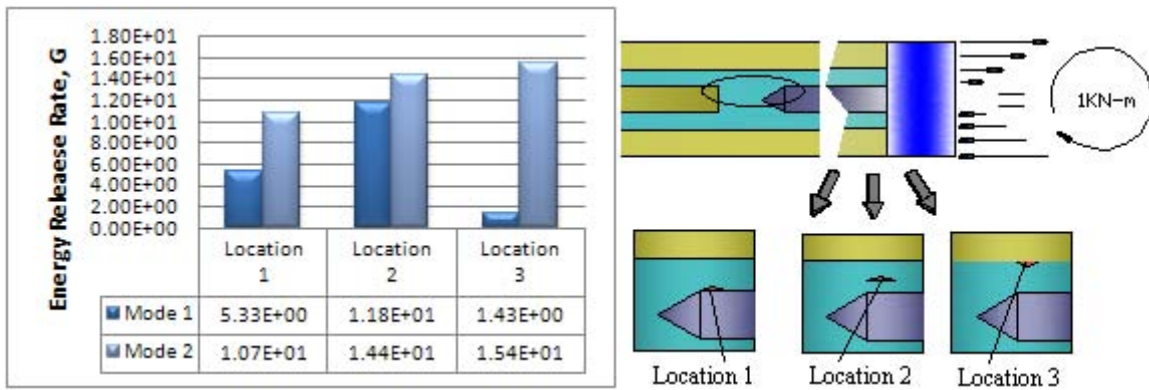 Energy Releaese Rate, G
1.80E+01
1.60E+01
1.40E+01
1.20E+01
1.00E+01
8.00E+00
6.00E+00
4.00E+00
2.00E+00
0.00E+00
Location 1
Location 2
Location 3
Mode 1 5.33E+00 1.18E+01 1.43E+00
Mode 2 1.07E+01 1.44E+01 1.54E+01
1KN-m
Location 1
Location 2
Location 3